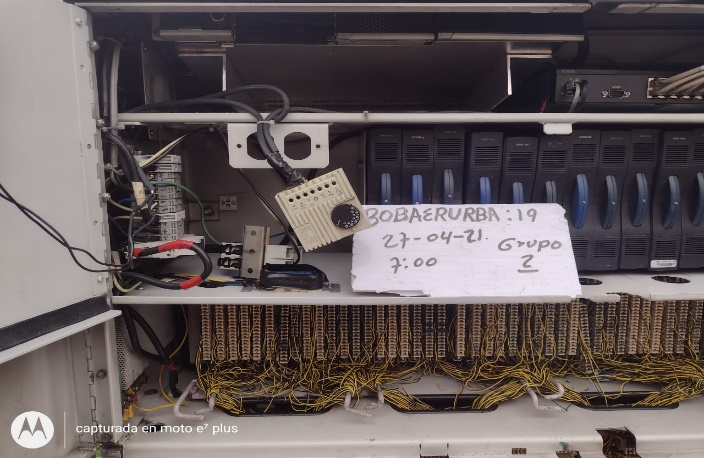 BOBAERURBA:19
27-04-21.
7:00
Grupo
2
capturada en moto e⁷ plus